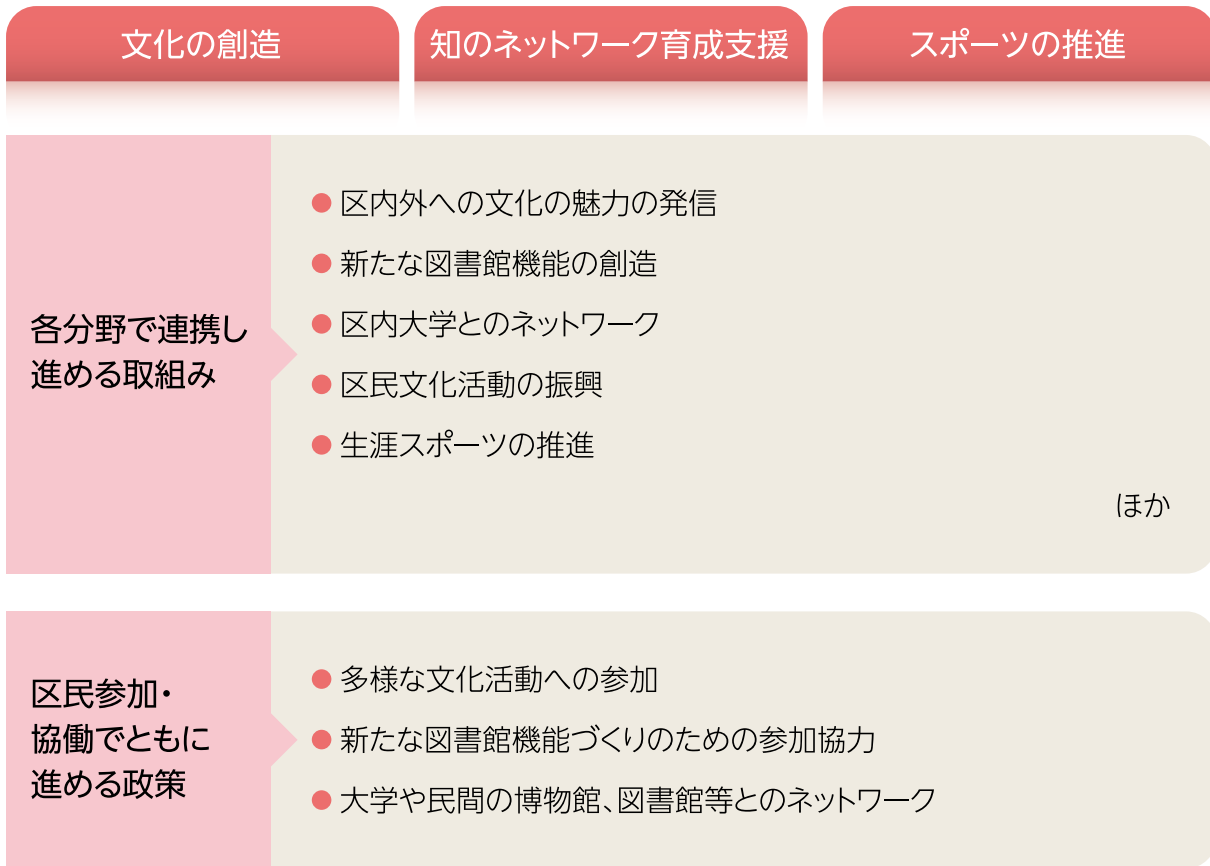 文化の創造
知のネットワーク育成支援
スポーツの推進
各分野で連携し
進める取組み
● 区内外への文化の魅力の発信
● 新たな図書館機能の創造
● 区内大学とのネットワーク
● 区民文化活動の振興
● 生涯スポーツの推進
ほか
区民参加・
協働でともに
進める政策
● 多様な文化活動への参加
● 新たな図書館機能づくりのための参加協力
● 大学や民間の博物館、図書館等とのネットワーク